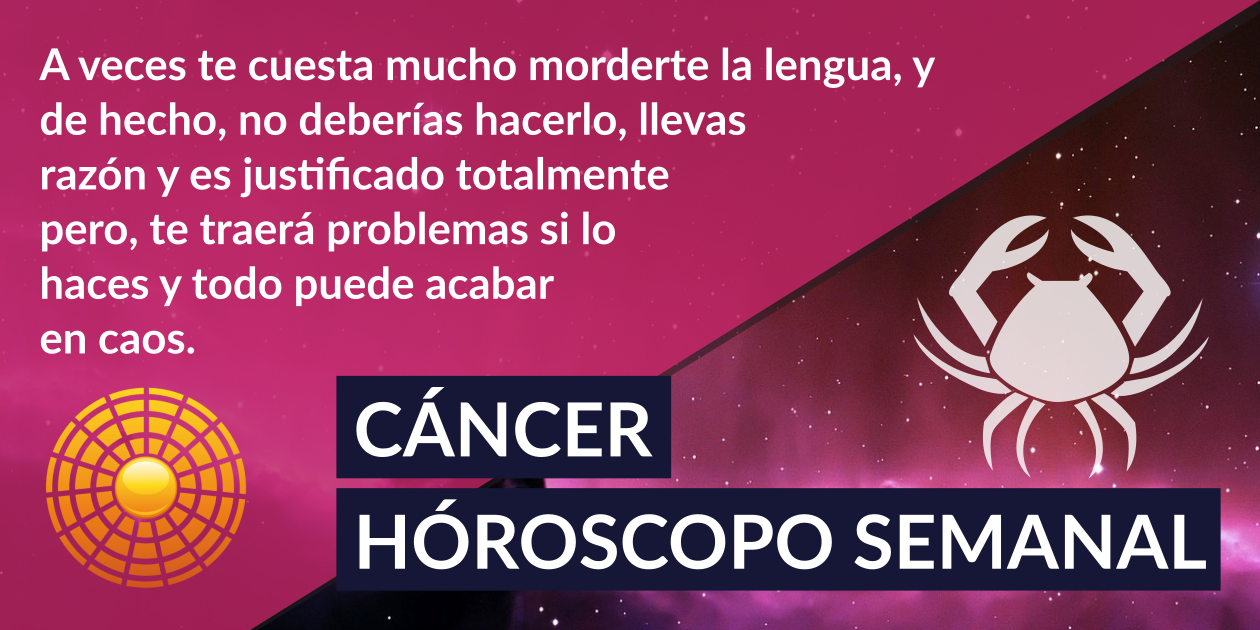 A veces te cuesta mucho morderte la lengua, y
de hecho, no deberías hacerlo, llevas
razón y es justificado totalmente
pero, te traerá problemas si lo
haces y todo puede acabar
en caos.
CÁNCER
HÓROSCOPO SEMANAL